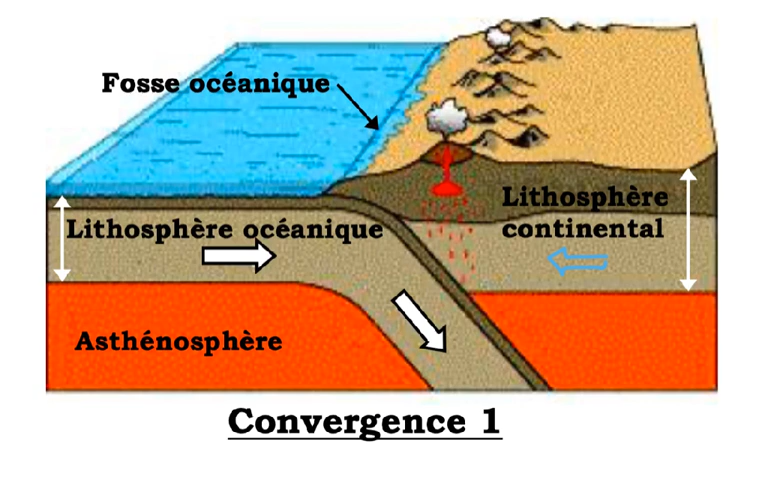 Fosse océanique
Lithosphère océanique
Lithosphère
continental
Asthénosphère
Convergence 1